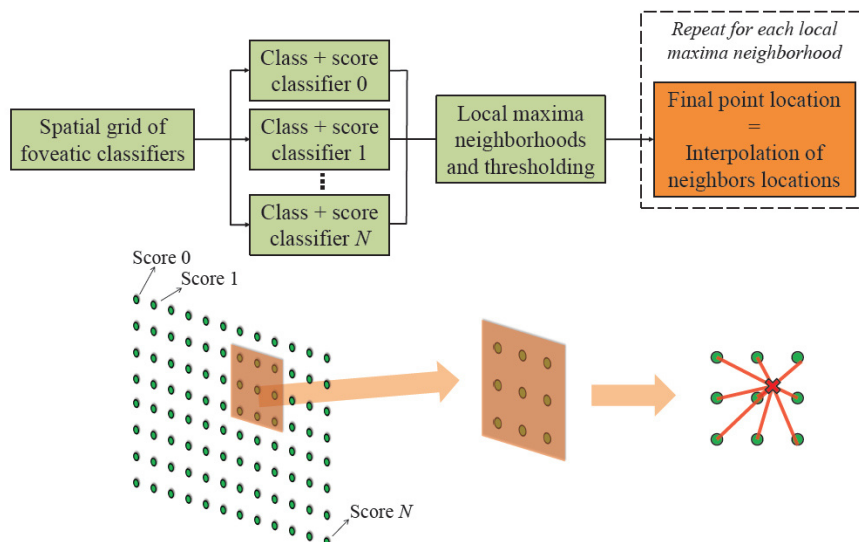 Spatial grid of
foveatic classifiers
Class + score
classifier 0
Class + score
classifier 1
Class + score
classifier N
Local maxima
neighborhoods
and thresholding
Repeat for each local
maxima neighborhood
Final point location
=
Interpolation of
neighbors locations
Score 0
Score 1
Score N